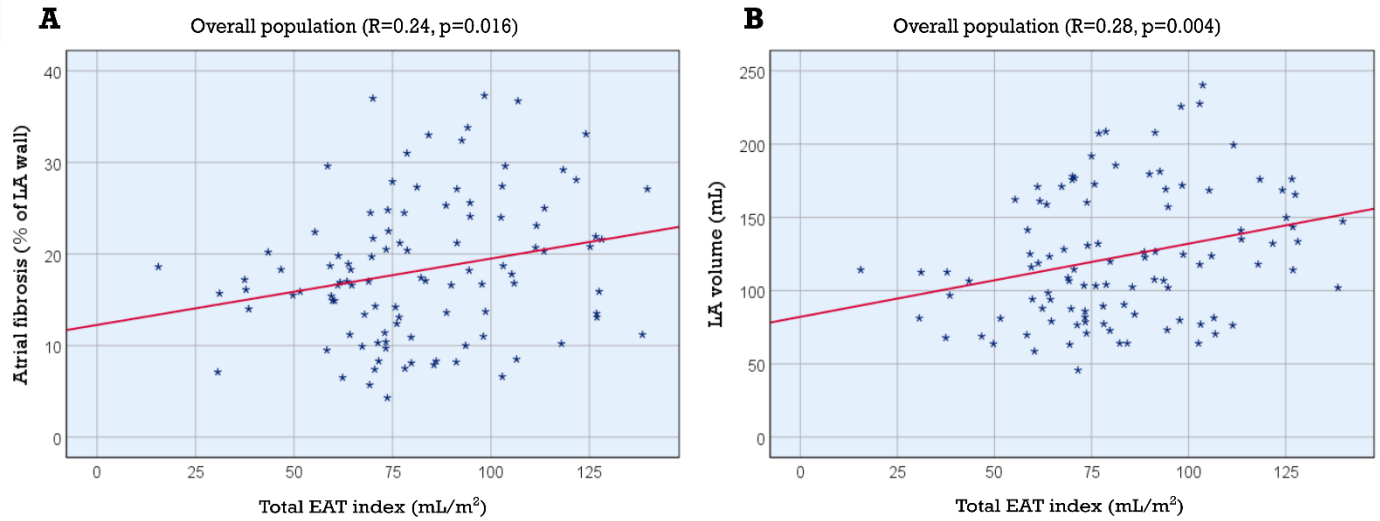 A
Overall population (R=0.24, p=0.016)
Atrial fibrosis (% of LA wall)
40
30
20
10
0
0 25 50 75 100 125
Total EAT index (mL/m²)
B
Overall population (R=0.28, p=0.004)
LA volume (mL)
250
200
150
100
50
0
0 25 50 75 100 125
Total EAT index (mL/m²)